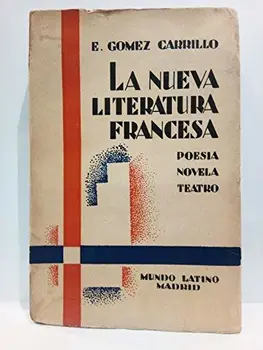 E. GOMEZ CARRILLO
LA NUEVA
LITERATURA
FRANCESA
POESIA
NOVELA
TEATRO
MUNDO LATINO
MADRID